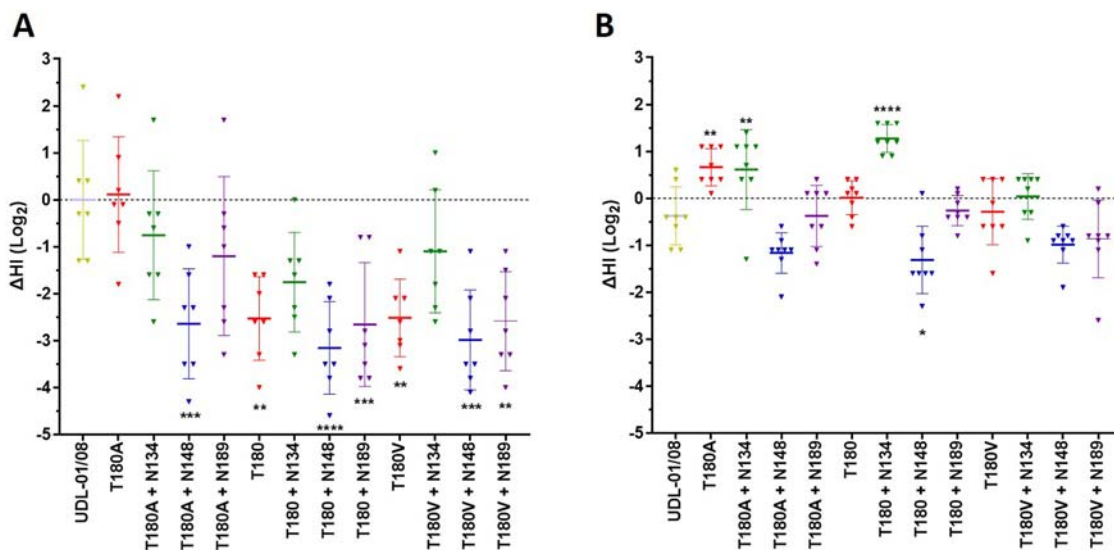 A
ΔHI (Log2)
3
2
1
0
-1
-2
-3
-4
-5
***
**
****
***
**
***
**
UDL-01/08
T180A
T180A + N134
T180A + N148
T180A + N189
T180
T180 + N134
T180 + N148
T180 + N189
T180V
T180V + N134
T180V + N148
T180V + N189
B
ΔHI (Log2)
3
2
1
0
-1
-2
-3
-4
-5
**
**
****
*
UDL-01/08
T180A
T180A + N134
T180A + N148
T180A + N189
T180
T180 + N134
T180 + N148
T180 + N189
T180V
T180V + N134
T180V + N148
T180V + N189